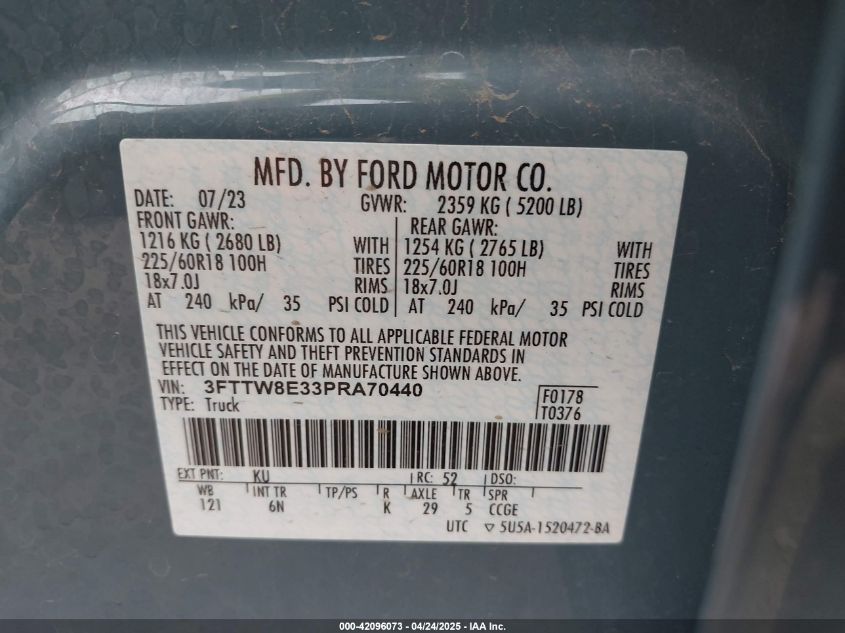 MFD. BY FORD MOTOR CO.
DATE: 07/23 GVWR: 2359 KG ( 5200 LB)
FRONT GAWR: REAR GAWR:
1216 KG ( 2680 LB) WITH 1254 KG ( 2765 LB) WITH
225/60R18 100H TIRES 225/60R18 100H TIRES
18x7.0J RIMS 18x7.0J RIMS
AT 240 kPa/ 35 PSI COLD AT 240 kPa/ 35 PSI COLD
THIS VEHICLE CONFORMS TO ALL APPLICABLE FEDERAL MOTOR
VEHICLE SAFETY AND THEFT PREVENTION STANDARDS IN
EFFECT ON THE DATE OF MANUFACTURE SHOWN ABOVE.
VIN: 3FTTW8E33PRA70440 F0178
TYPE: Truck T0376
EXT PNT: KU RC: 52 DSO:
WB INT TR TP/PS R AXLE TR SPR
121 6N K 29 5 CCGE
UTC ▽ 5U5A-1520472-BA
000-42096073 / 04/24/2025 - IAA Inc.